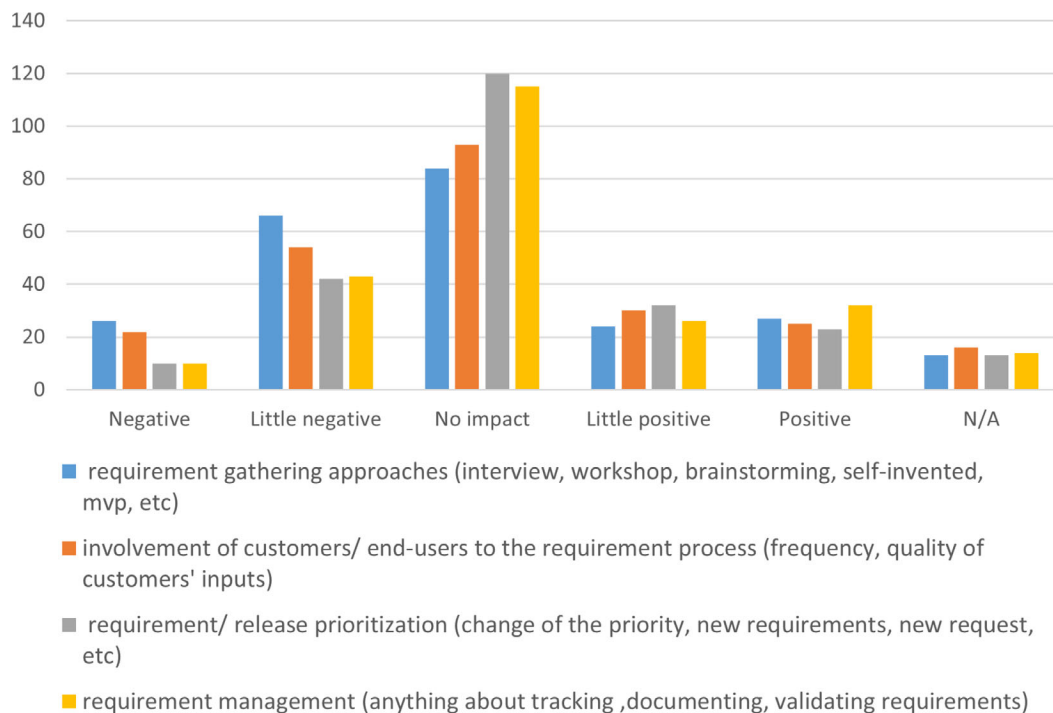 140
120
100
80
60
40
20
0
Negative Little negative No impact Little positive Positive N/A
requirement gathering approaches (interview, workshop, brainstorming, self-invented,
mvp, etc)
involvement of customers/ end-users to the requirement process (frequency, quality of
customers' inputs)
requirement/ release prioritization (change of the priority, new requirements, new request,
etc)
requirement management (anything about tracking ,documenting, validating requirements)